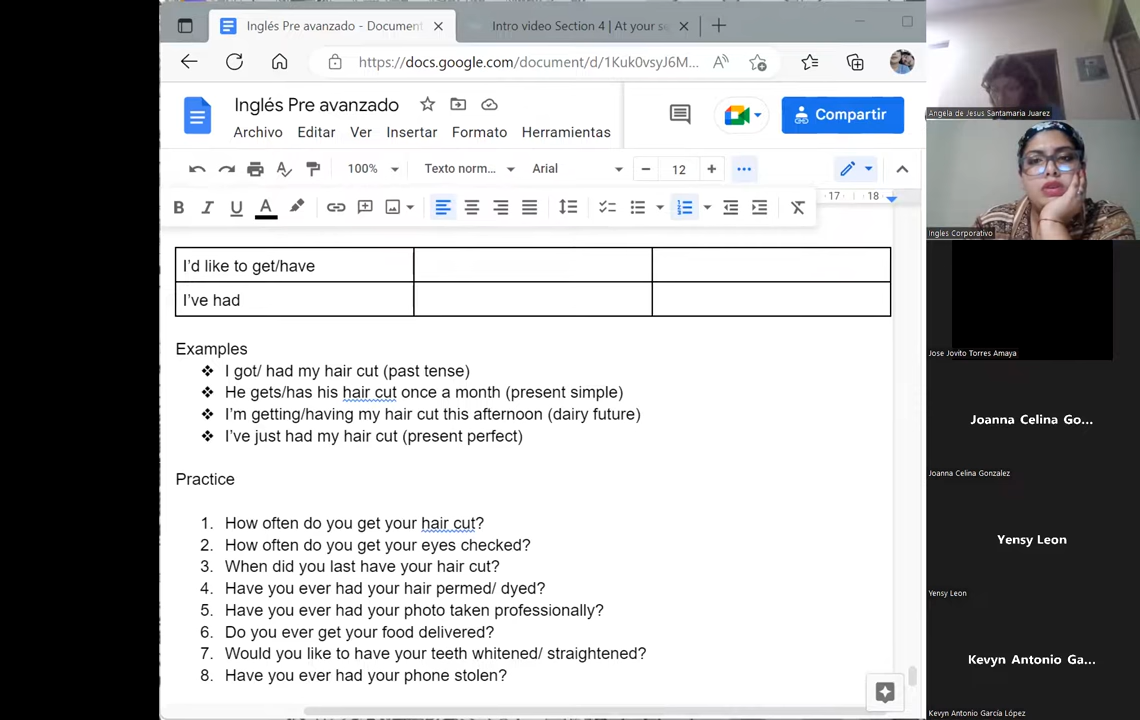 Inglés Pre avanzado - Document
Intro video Section 4 | At your se
https://docs.google.com/document/d/1Kuk0vsyJ6M...
Inglés Pre avanzado
Compartir
Archivo Editar Ver Insertar Formato Herramientas
100% Texto norm... Arial 12
17 18
I'd like to get/have
I've had
Examples
❖ I got/ had my hair cut (past tense)
❖ He gets/has his hair cut once a month (present simple)
❖ I'm getting/having my hair cut this afternoon (dairy future)
❖ I've just had my hair cut (present perfect)
Practice
1. How often do you get your hair cut?
2. How often do you get your eyes checked?
3. When did you last have your hair cut?
4. Have you ever had your hair permed/ dyed?
5. Have you ever had your photo taken professionally?
6. Do you ever get your food delivered?
7. Would you like to have your teeth whitened/ straightened?
8. Have you ever had your phone stolen?
Angela de Jesus Santamaria Juarez
Ingles Corporativo
Jose Jovito Torres Amaya
Joanna Celina Go...
Joanna Celina Gonzalez
Yensy Leon
Yensy Leon
Kevyn Antonio Ga...
Kevyn Antonio García López